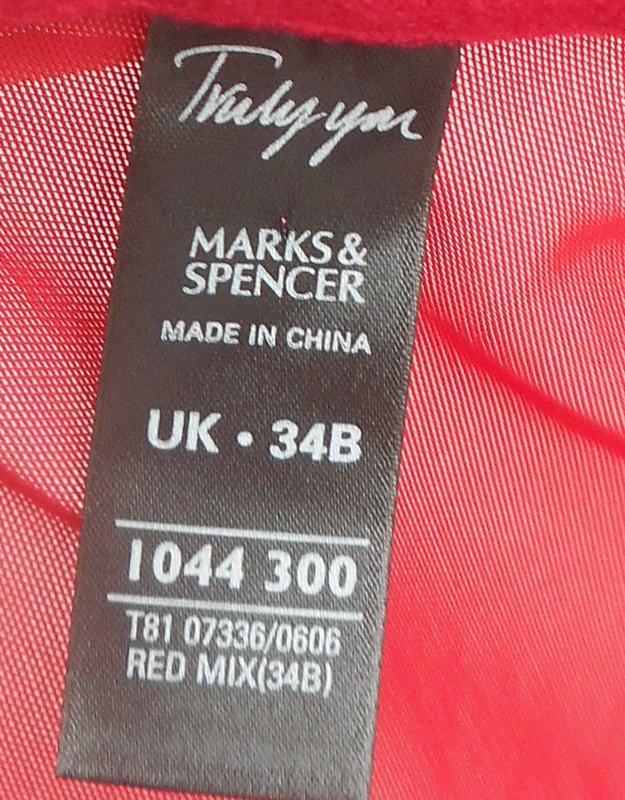 Truly you
MARKS &
SPENCER
MADE IN CHINA
UK • 34B
1044 300
T81 07336/0606
RED MIX(34B)